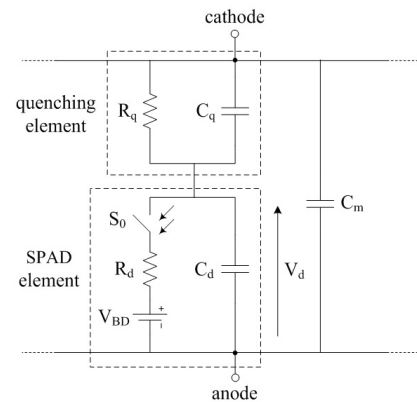 cathode
quenching
element
Rq
Cq
S0
SPAD
element
Rd
Cd
Vd
Cm
VBD
+
-
anode